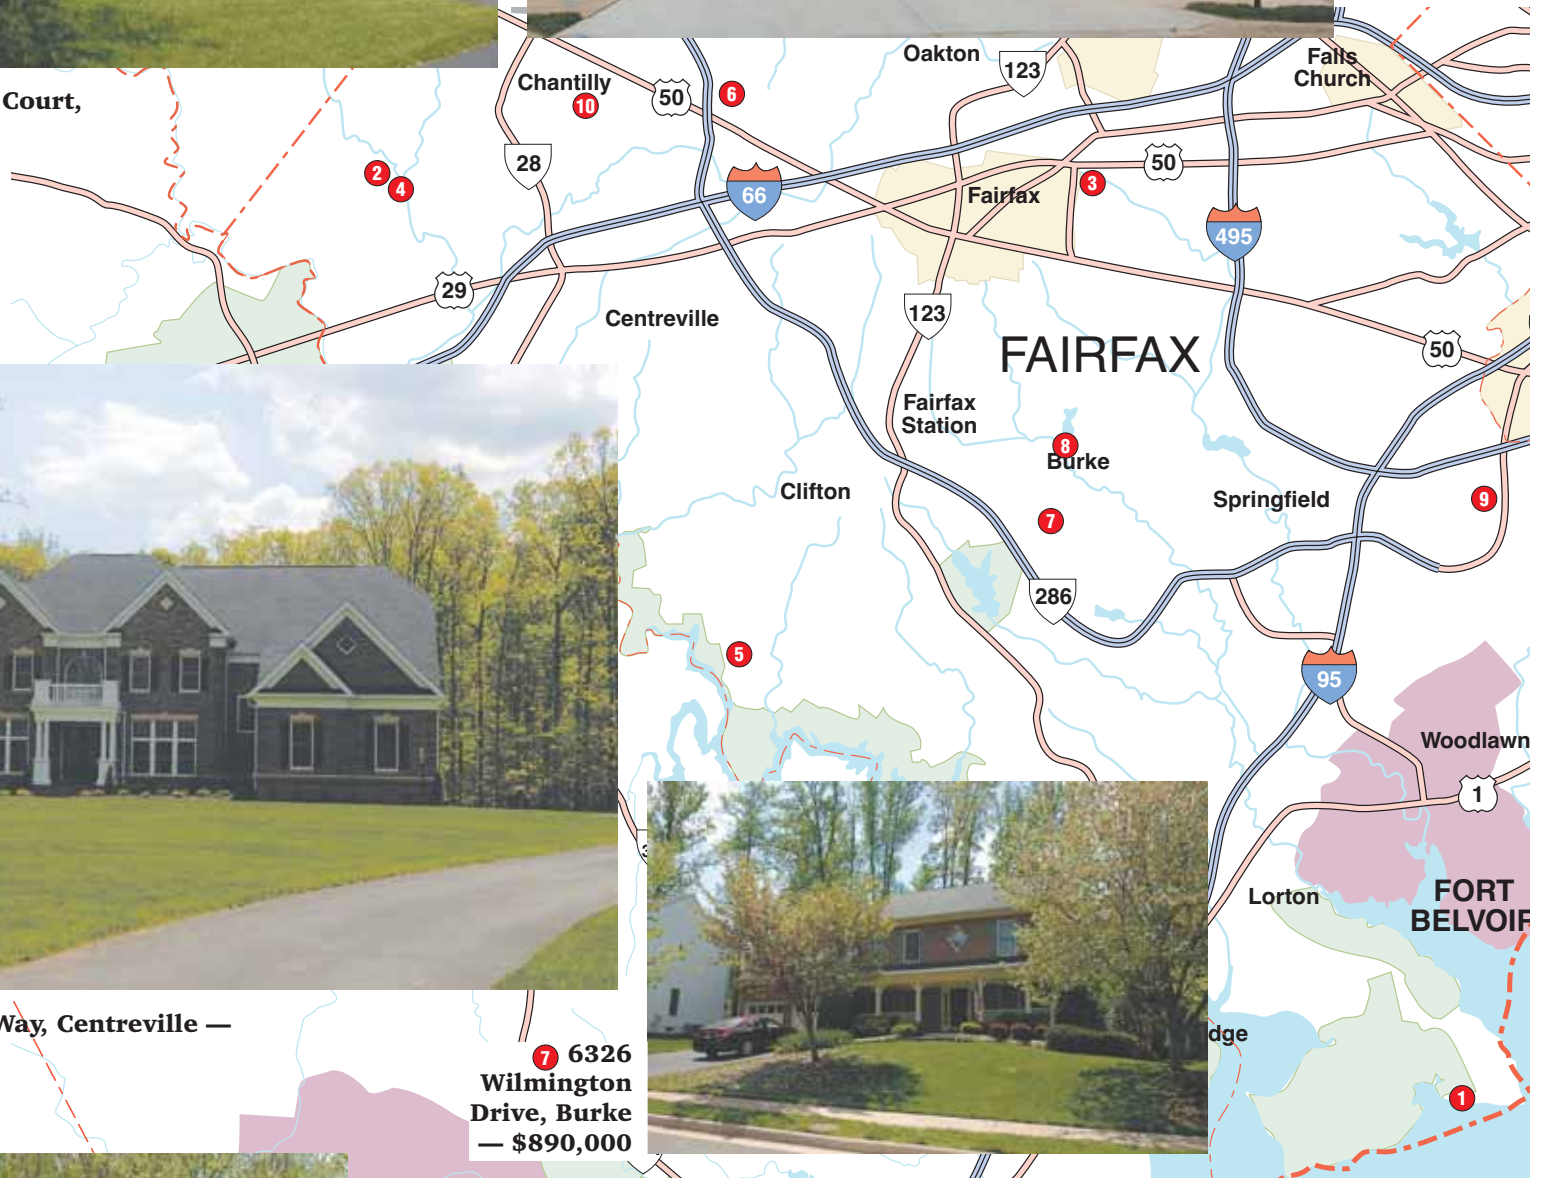 Court,
Oakton
123
Falls
Church
Chantilly
10
50
6
28
2
4
66
Fairfax
3
50
495
29
Centreville
123
FAIRFAX
50
Fairfax
Station
8
Burke
Clifton
Springfield
9
7
286
5
95
Woodlawn
1
Lorton
FORT
BELVOIR
dge
1
Way, Centreville —
7 6326
Wilmington
Drive, Burke
— $890,000